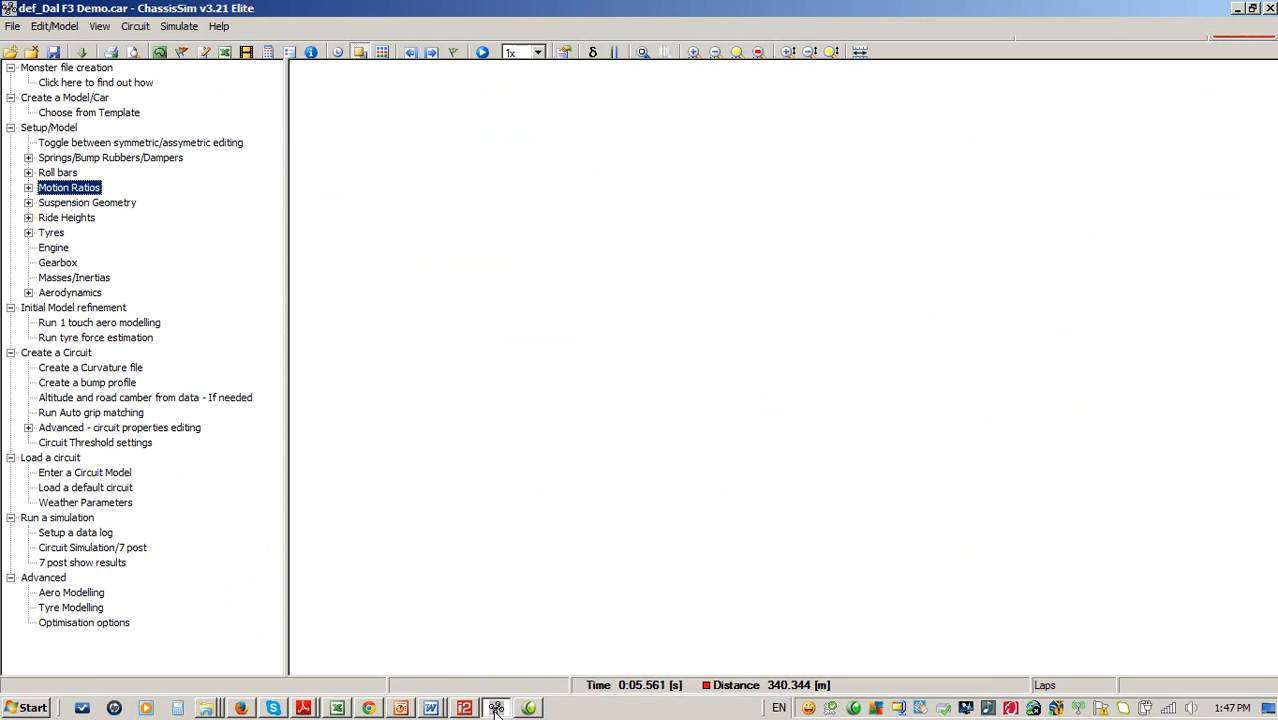 def_Dal F3 Demo.car - ChassisSim v3.21 Elite
File Edit/Model View Circuit Simulate Help
1x
δ
Monster file creation
Click here to find out how
Create a Model/Car
Choose from Template
Setup/Model
Toggle between symmetric/assymetric editing
Springs/Bump Rubbers/Dampers
Roll bars
Motion Ratios
Suspension Geometry
Ride Heights
Tyres
Engine
Gearbox
Masses/Inertias
Aerodynamics
Initial Model refinement
Run 1 touch aero modelling
Run tyre force estimation
Create a Circuit
Create a Curvature file
Create a bump profile
Altitude and road camber from data - If needed
Run Auto grip matching
Advanced - circuit properties editing
Circuit Threshold settings
Load a circuit
Enter a Circuit Model
Load a default circuit
Weather Parameters
Run a simulation
Setup a data log
Circuit Simulation/7 post
7 post show results
Advanced
Aero Modelling
Tyre Modelling
Optimisation options
Time 0:05.561 [s] Distance 340.344 [m] Laps
Start i2 EN 1:47 PM